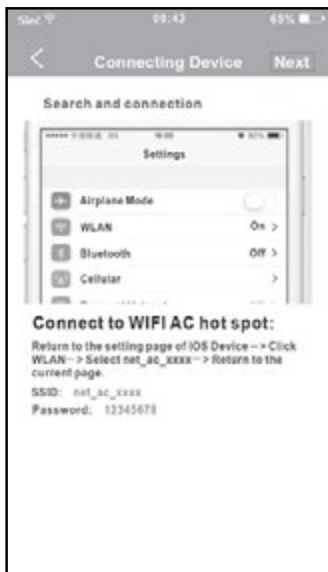 08:43
65%
Connecting Device
Next
Search and connection
Settings
Airplane Mode
WLAN
On >
Bluetooth
Off >
Cellular
>
Connect to WIFI AC hot spot:
Return to the setting page of IOS Device --> Click
WLAN--> Select net_ac_xxxx--> Return to the
current page.
SSID: net_ac_xxxx
Password: 12345678